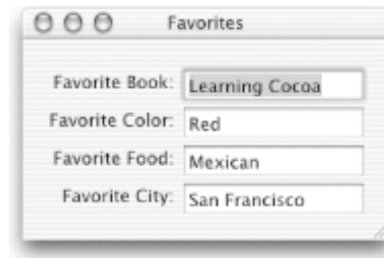 Favorites
Favorite Book: Learning Cocoa
Favorite Color: Red
Favorite Food: Mexican
Favorite City: San Francisco